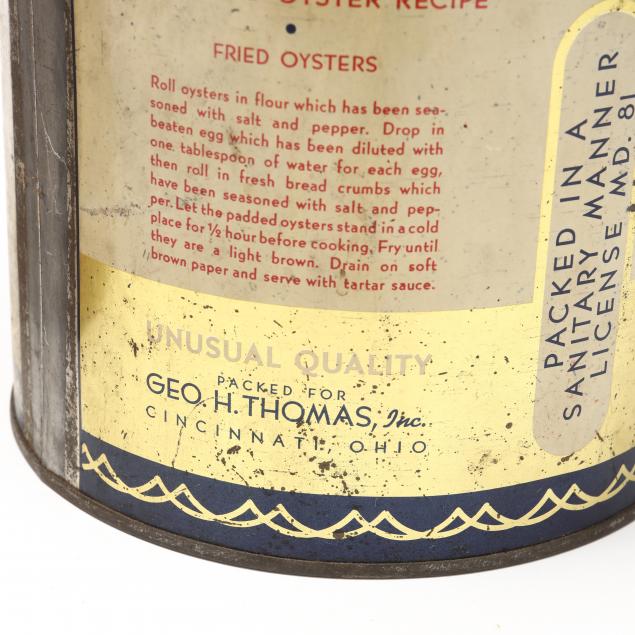 OYSTER RECIPE
FRIED OYSTERS
Roll oysters in flour which has been sea-
soned with salt and pepper. Drop in
beaten egg which has been diluted with
one tablespoon of water for each egg,
then roll in fresh bread crumbs which
have been seasoned with salt and pep-
per. Let the padded oysters stand in a cold
place for ½ hour before cooking. Fry until
they are a light brown. Drain on soft
brown paper and serve with tartar sauce.
UNUSUAL QUALITY
PACKED FOR
GEO. H. THOMAS, Inc.
CINCINNATI, OHIO
PACKED IN A
SANITARY MANNER
LICENSE MD. 81